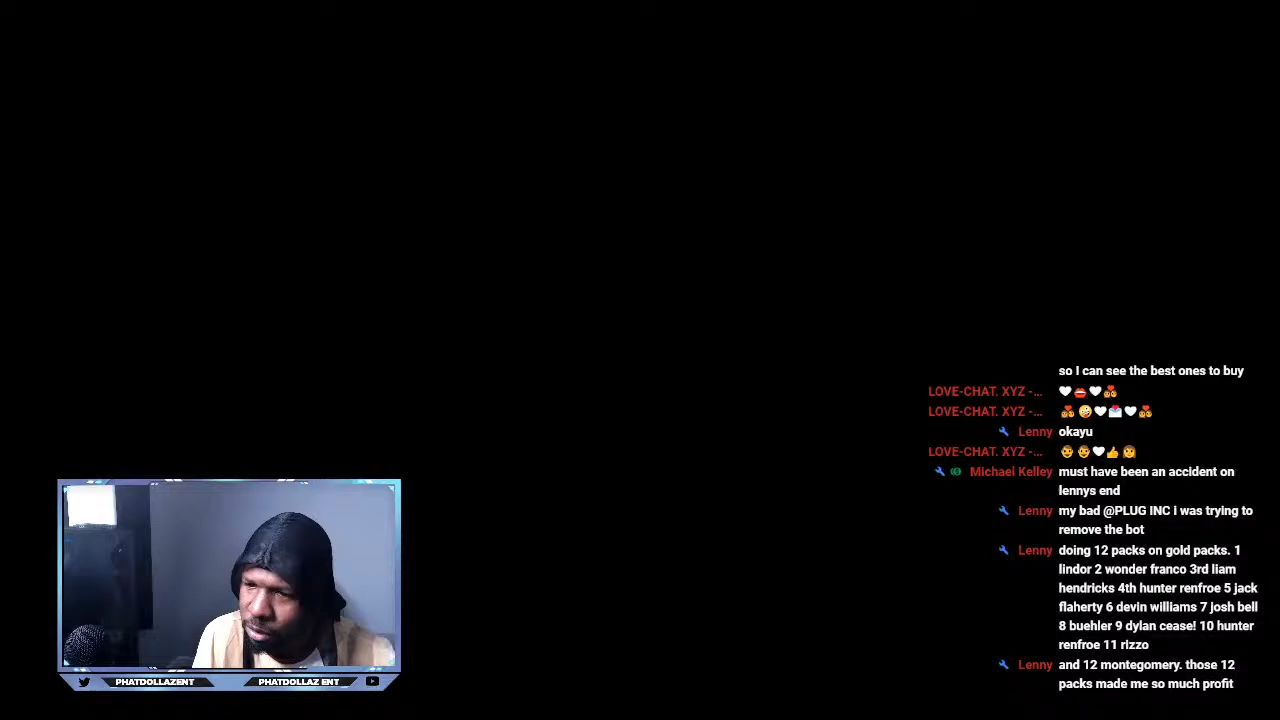 so I can see the best ones to buy
LOVE-CHAT. XYZ -... 🤍👄🤍💑
LOVE-CHAT. XYZ -... 💑🤪🤍💌🤍💑
Lenny okayu
LOVE-CHAT. XYZ -... 👨👨🤍👍👩
Michael Kelley must have been an accident on
lennys end
Lenny my bad @PLUG INC i was trying to
remove the bot
Lenny doing 12 packs on gold packs. 1
lindor 2 wonder franco 3rd liam
hendricks 4th hunter renfroe 5 jack
flaherty 6 devin williams 7 josh bell
8 buehler 9 dylan cease! 10 hunter
renfroe 11 rizzo
Lenny and 12 montegomery. those 12
packs made me so much profit
PHATDOLLAZENT PHATDOLLAZ ENT